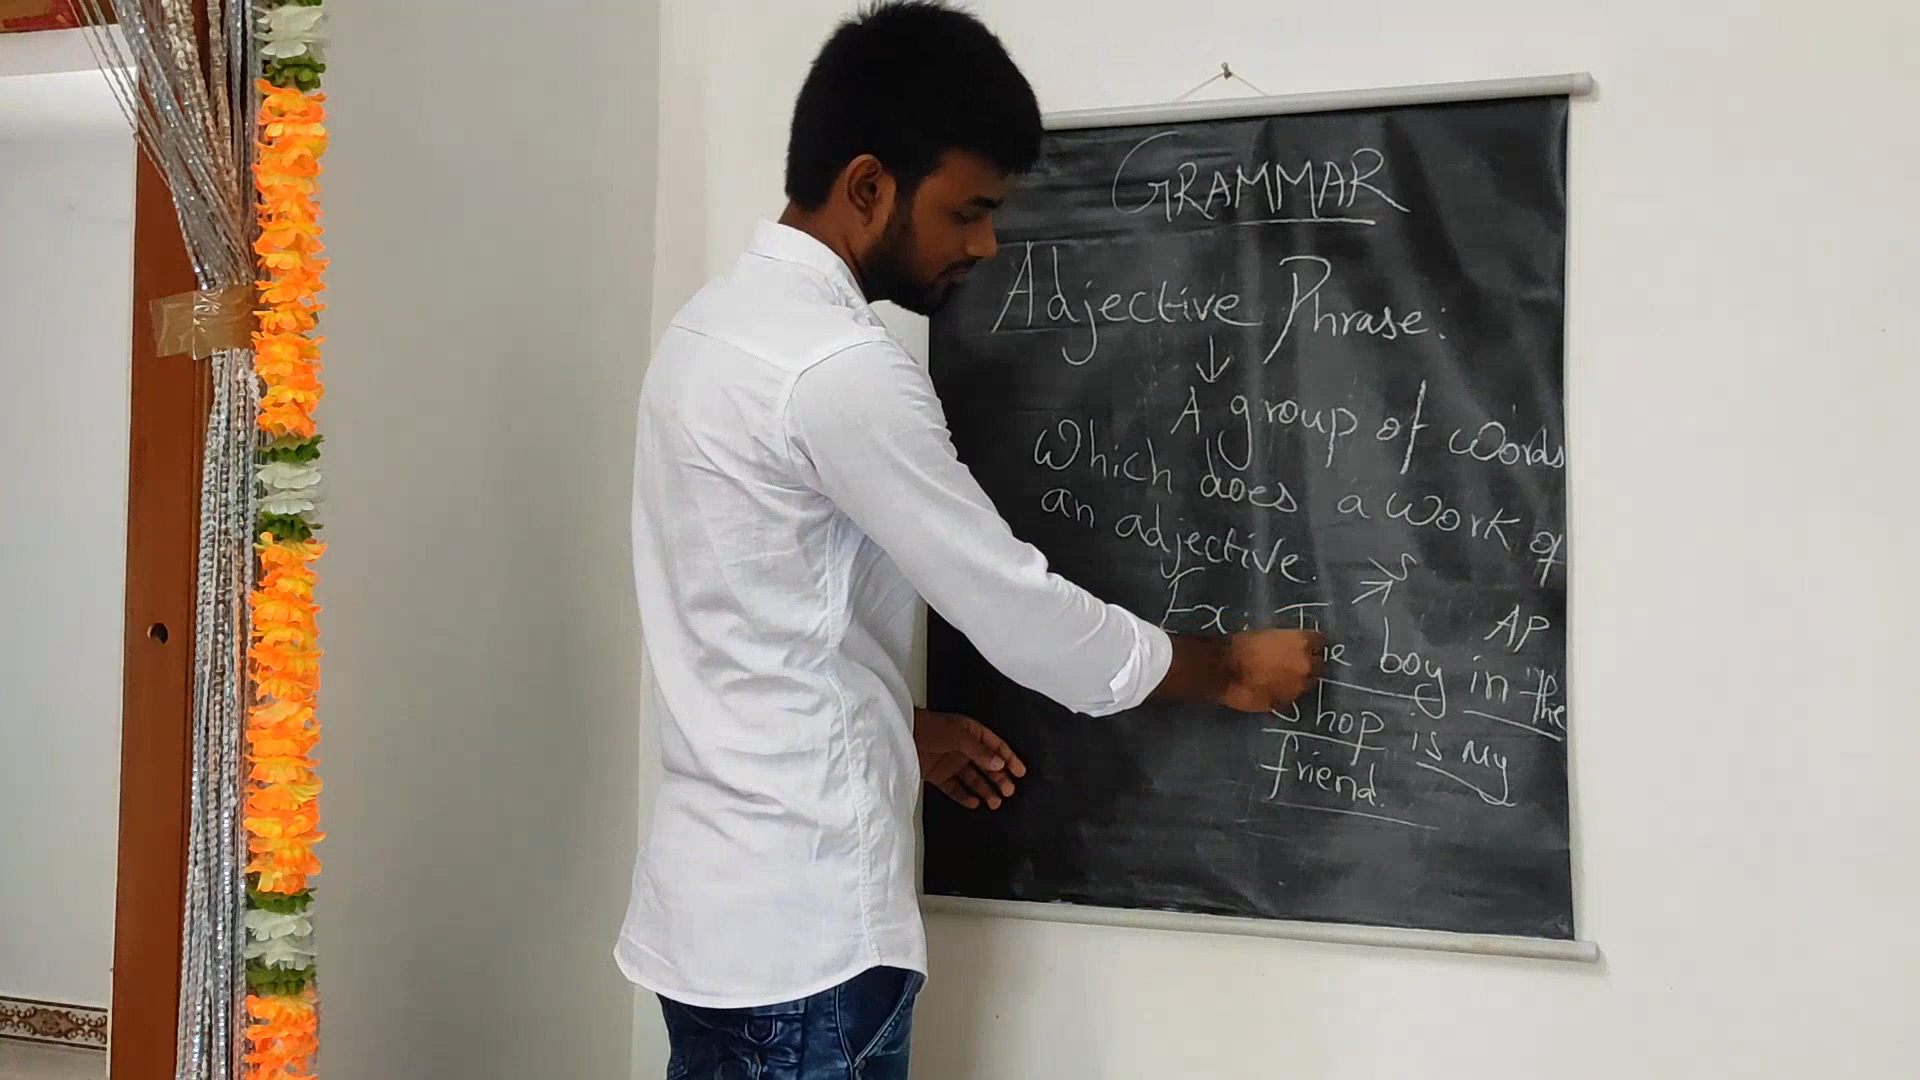 GRAMMAR
Adjective Phrase:
A group of words
Which does a work of
an adjective.
S
Ex: The boy in the
AP
shop is my
friend.